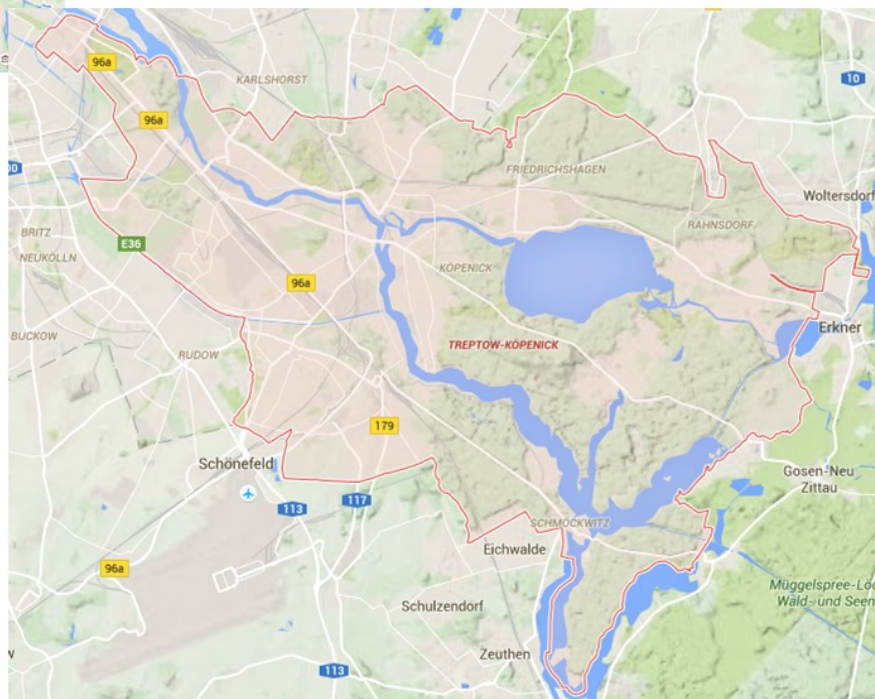 96a
KARLSHORST
10
96a
FRIEDRICHSHAGEN
Woltersdorf
RAHNSDORF
BRITZ
E36
NEUKÖLLN
KÖPENICK
96a
Erkner
BUCKOW
TREPTOW-KÖPENICK
RUDOW
179
Schönefeld
Gosen-Neu
Zittau
117
113
SCHMÖCKWITZ
Eichwalde
96a
Müggelspree-Löc
Wald- und Seen
Schulzendorf
Zeuthen
113